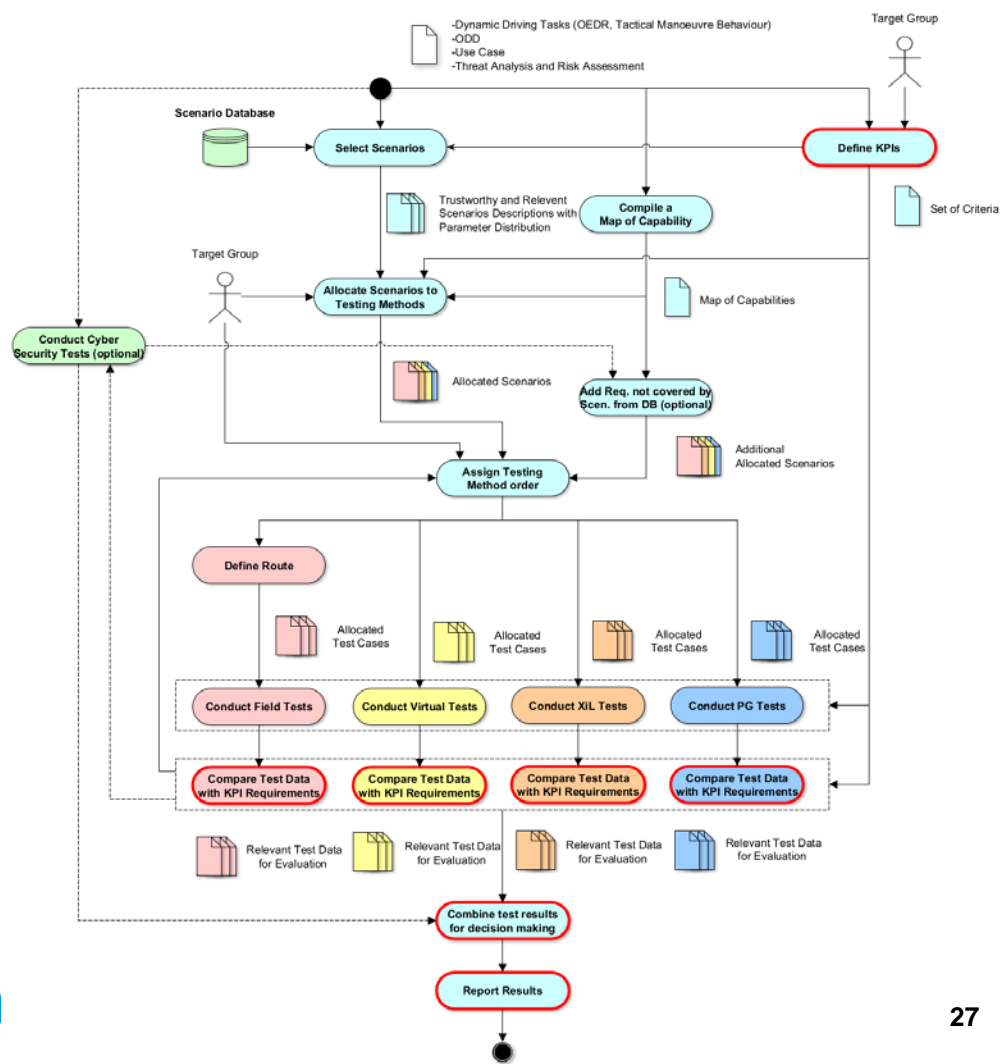 -Dynamic Driving Tasks (OEDR, Tactical Manoeuvre Behaviour)
-ODD
-Use Case
-Threat Analysis and Risk Assessment
Target Group
Scenario Database
Select Scenarios
Define KPIs
Trustworthy and Relevent
Scenarios Descriptions with
Parameter Distribution
Compile a
Map of Capability
Set of Criteria
Target Group
Allocate Scenarios to
Testing Methods
Map of Capabilities
Conduct Cyber
Security Tests (optional)
Allocated Scenarios
Add Req. not covered by
Scen. from DB (optional)
Additional
Allocated Scenarios
Assign Testing
Method order
Define Route
Allocated
Test Cases
Allocated
Test Cases
Allocated
Test Cases
Allocated
Test Cases
Conduct Field Tests
Conduct Virtual Tests
Conduct XiL Tests
Conduct PG Tests
Compare Test Data
with KPI Requirements
Compare Test Data
with KPI Requirements
Compare Test Data
with KPI Requirements
Compare Test Data
with KPI Requirements
Relevant Test Data
for Evaluation
Relevant Test Data
for Evaluation
Relevant Test Data
for Evaluation
Relevant Test Data
for Evaluation
Combine test results
for decision making
Report Results
27